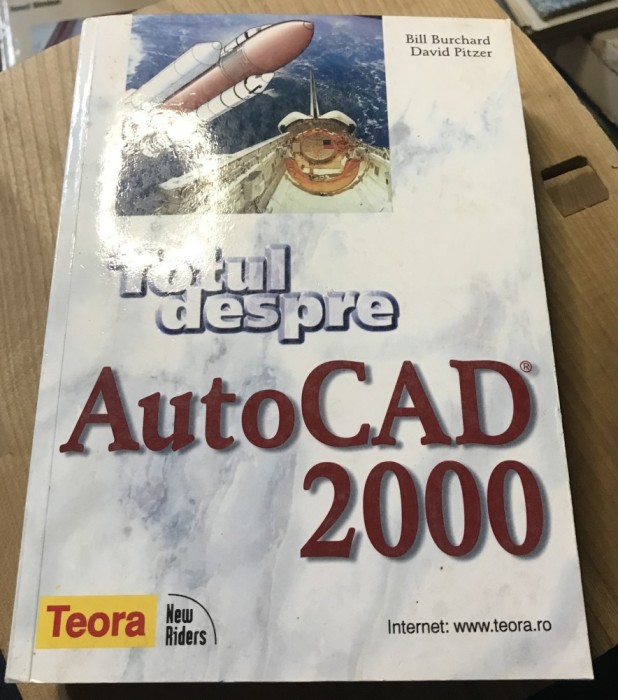 Bill Burchard
David Pitzer
Totul
despre
AutoCAD®
2000
Teora
New
Riders
Internet: www.teora.ro